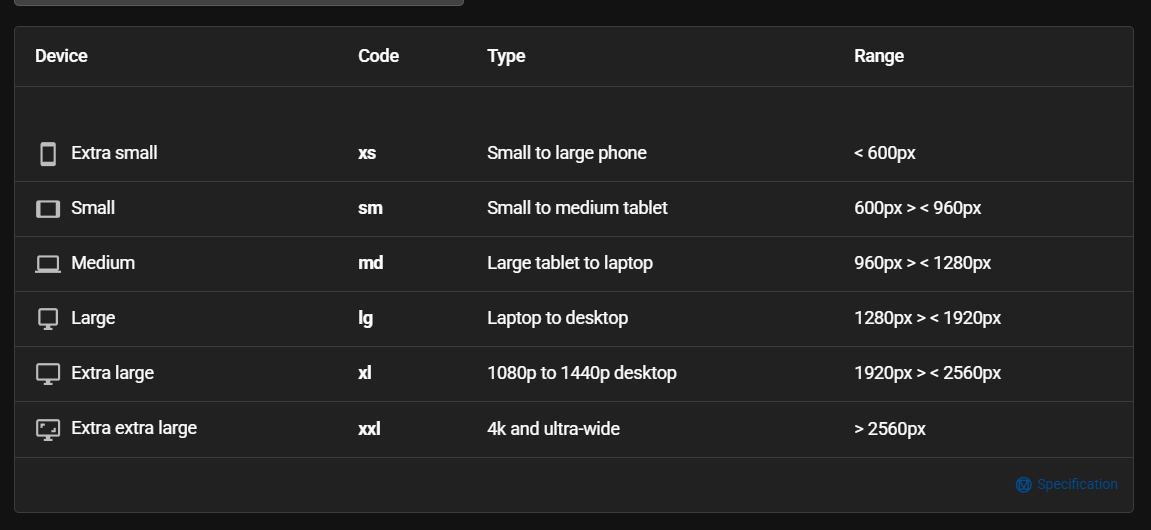 Device Code Type Range
Extra small xs Small to large phone < 600px
Small sm Small to medium tablet 600px > < 960px
Medium md Large tablet to laptop 960px > < 1280px
Large lg Laptop to desktop 1280px > < 1920px
Extra large xl 1080p to 1440p desktop 1920px > < 2560px
Extra extra large xxl 4k and ultra-wide > 2560px
Specification